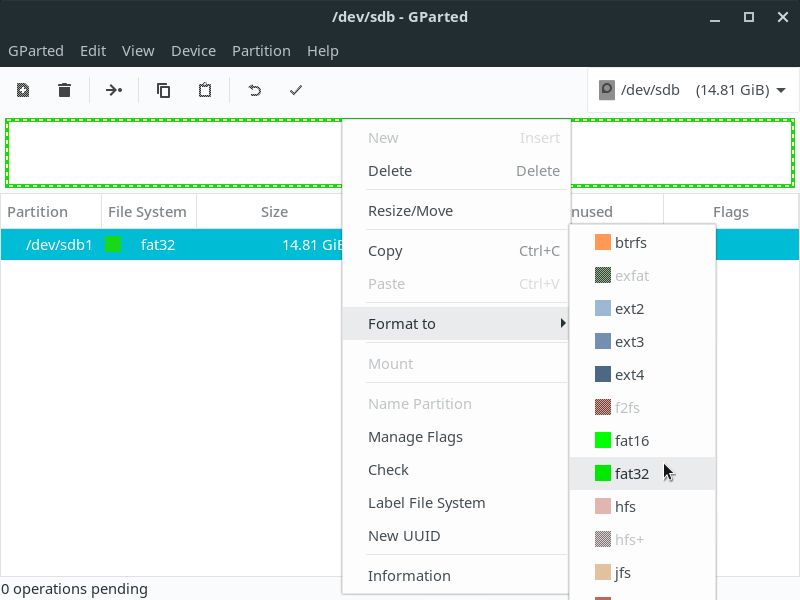 /dev/sdb - GParted
GParted Edit View Device Partition Help
/dev/sdb (14.81 GiB)
Partition File System Size nused Flags
/dev/sdb1 fat32 14.81 GiB
New Insert
Delete Delete
Resize/Move
Copy Ctrl+C
Paste Ctrl+V
Format to
Mount
Name Partition
Manage Flags
Check
Label File System
New UUID
Information
btrfs
exfat
ext2
ext3
ext4
f2fs
fat16
fat32
hfs
hfs+
jfs
0 operations pending